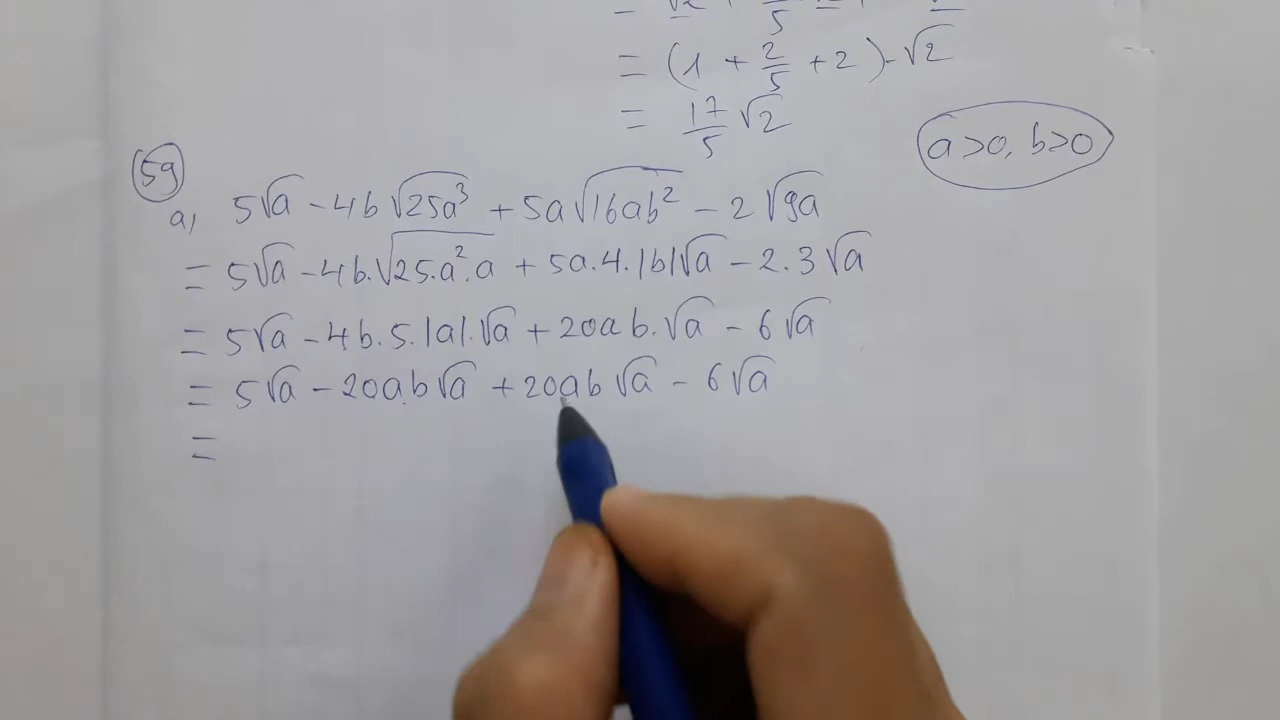 = (1 + 2/5 + 2).√2
= 17/5 √2
a>0, b>0
59
a, 5√a - 4b√25a³ + 5a√16ab² - 2√9a
= 5√a - 4b.√25.a².a + 5a.4.|b|√a - 2.3√a
= 5√a - 4b.5.|a|.√a + 20ab.√a - 6√a
= 5√a - 20ab√a + 20ab√a - 6√a
=